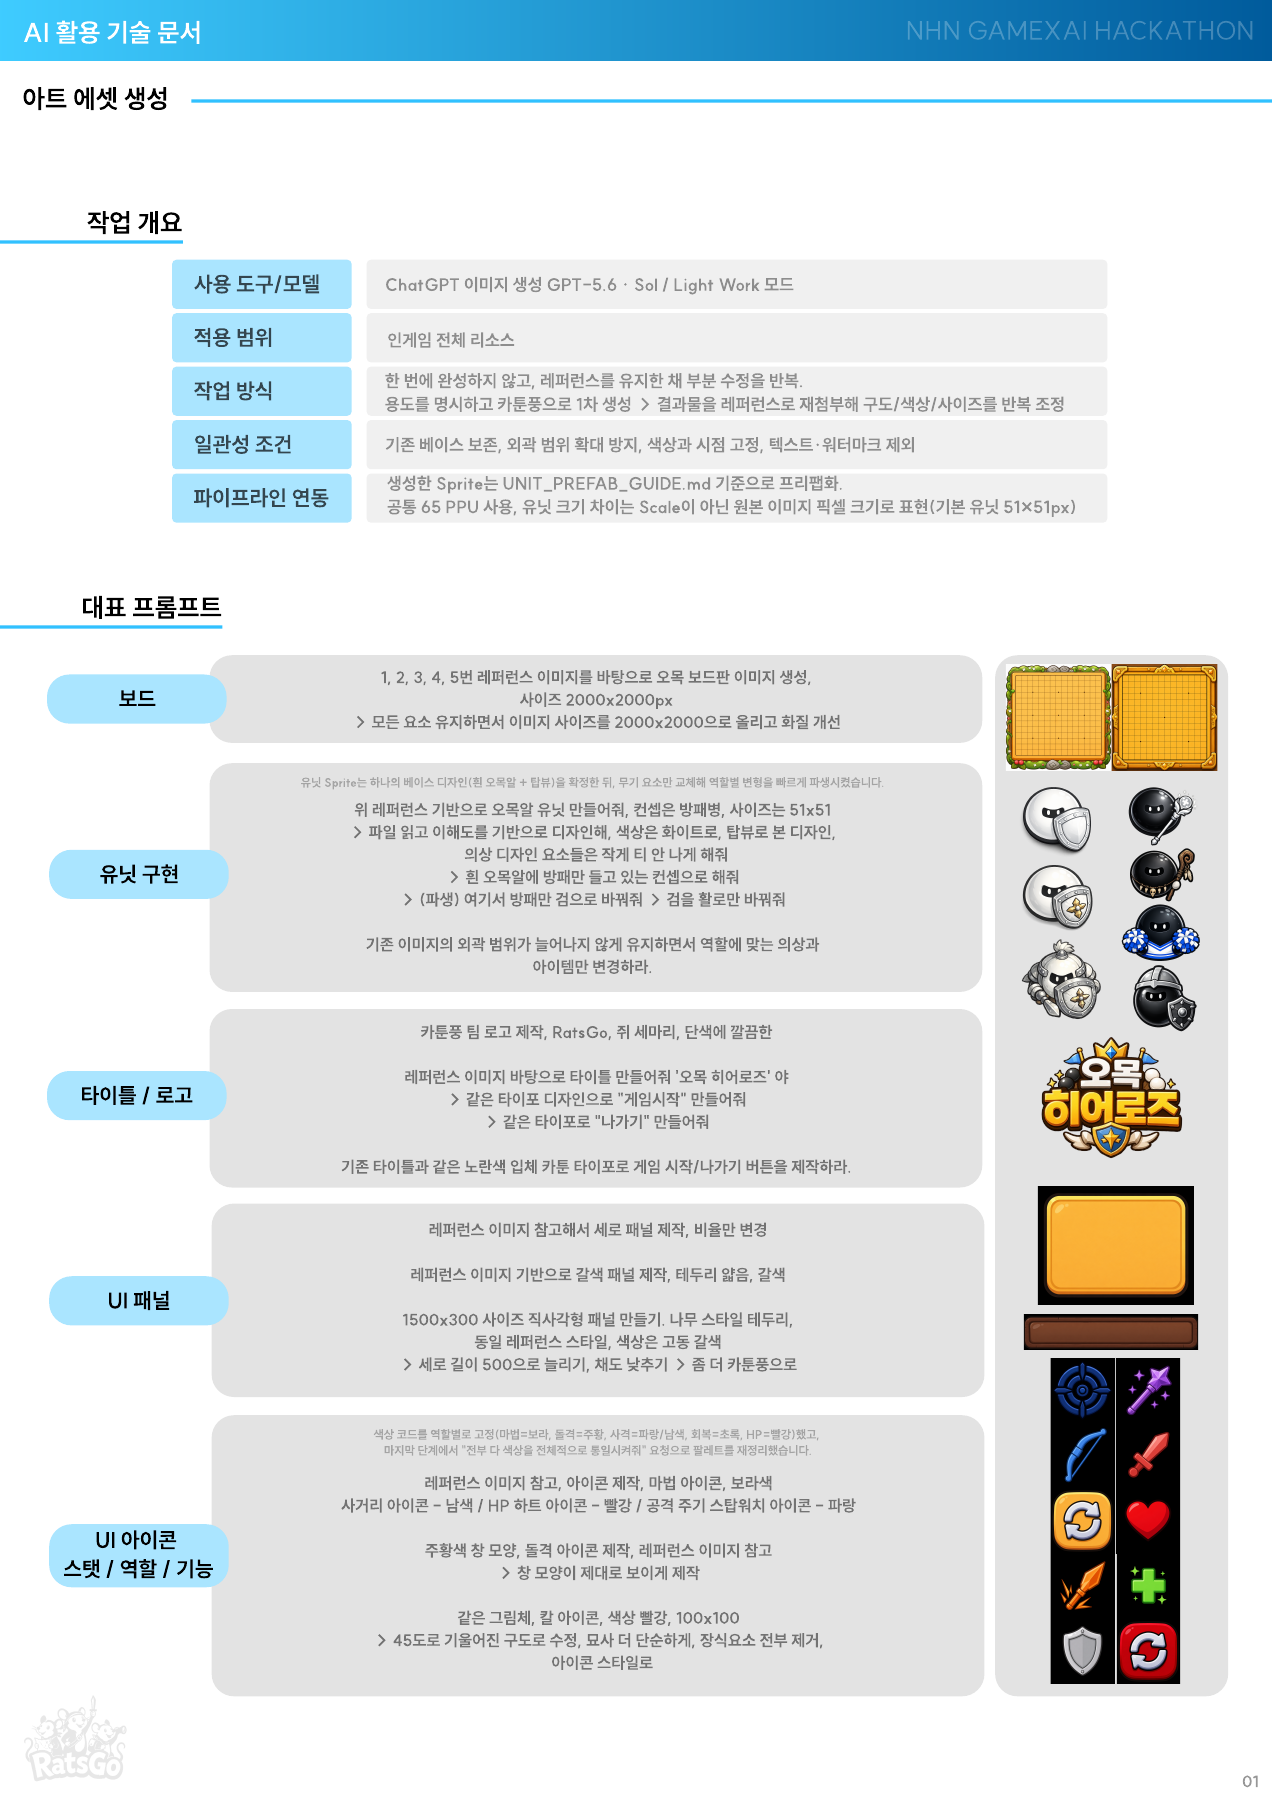 AI 활용 기술 문서
NHN GAMEXAI HACKATHON
아트 에셋 생성
작업 개요
사용 도구/모델
ChatGPT 이미지 생성 GPT-5.6 · Sol / Light Work 모드
적용 범위
인게임 전체 리소스
작업 방식
한 번에 완성하지 않고, 레퍼런스를 유지한 채 부분 수정을 반복.
용도를 명시하고 카툰풍으로 1차 생성 > 결과물을 레퍼런스로 재첨부해 구도/색상/사이즈를 반복 조정
일관성 조건
기존 베이스 보존, 외곽 범위 확대 방지, 색상과 시점 고정, 텍스트·워터마크 제외
파이프라인 연동
생성한 Sprite는 UNIT_PREFAB_GUIDE.md 기준으로 프리팹화.
공통 65 PPU 사용, 유닛 크기 차이는 Scale이 아닌 원본 이미지 픽셀 크기로 표현(기본 유닛 51×51px)
대표 프롬프트
보드
1, 2, 3, 4, 5번 레퍼런스 이미지를 바탕으로 오목 보드판 이미지 생성,
사이즈 2000x2000px
> 모든 요소 유지하면서 이미지 사이즈를 2000x2000으로 올리고 화질 개선
유닛 구현
유닛 Sprite는 하나의 베이스 디자인(흰 오목알 + 탑뷰)을 확정한 뒤, 무기 요소만 교체해 역할별 변형을 빠르게 파생시켰습니다.
위 레퍼런스 기반으로 오목알 유닛 만들어줘, 컨셉은 방패병, 사이즈는 51x51
> 파일 읽고 이해도를 기반으로 디자인해, 색상은 화이트로, 탑뷰로 본 디자인,
의상 디자인 요소들은 작게 티 안 나게 해줘
> 흰 오목알에 방패만 들고 있는 컨셉으로 해줘
> (파생) 여기서 방패만 검으로 바꿔줘 > 검을 활로만 바꿔줘
기존 이미지의 외곽 범위가 늘어나지 않게 유지하면서 역할에 맞는 의상과
아이템만 변경하라.
타이틀 / 로고
카툰풍 팀 로고 제작, RatsGo, 쥐 세마리, 단색에 깔끔한
레퍼런스 이미지 바탕으로 타이틀 만들어줘 '오목 히어로즈' 야
> 같은 타이포 디자인으로 "게임시작" 만들어줘
> 같은 타이포로 "나가기" 만들어줘
기존 타이틀과 같은 노란색 입체 카툰 타이포로 게임 시작/나가기 버튼을 제작하라.
오목
히어로즈
UI 패널
레퍼런스 이미지 참고해서 세로 패널 제작, 비율만 변경
레퍼런스 이미지 기반으로 갈색 패널 제작, 테두리 얇음, 갈색
1500x300 사이즈 직사각형 패널 만들기. 나무 스타일 테두리,
동일 레퍼런스 스타일, 색상은 고동 갈색
> 세로 길이 500으로 늘리기, 채도 낮추기 > 좀 더 카툰풍으로
UI 아이콘
스탯 / 역할 / 기능
색상 코드를 역할별로 고정(마법=보라, 돌격=주황, 사격=파랑/남색, 회복=초록, HP=빨강)했고,
마지막 단계에서 "전부 다 색상을 전체적으로 통일시켜줘" 요청으로 팔레트를 재정리했습니다.
레퍼런스 이미지 참고, 아이콘 제작, 마법 아이콘, 보라색
사거리 아이콘 - 남색 / HP 하트 아이콘 - 빨강 / 공격 주기 스탑워치 아이콘 - 파랑
주황색 창 모양, 돌격 아이콘 제작, 레퍼런스 이미지 참고
> 창 모양이 제대로 보이게 제작
같은 그림체, 칼 아이콘, 색상 빨강, 100x100
> 45도로 기울어진 구도로 수정, 묘사 더 단순하게, 장식요소 전부 제거,
아이콘 스타일로
RatsGo
01